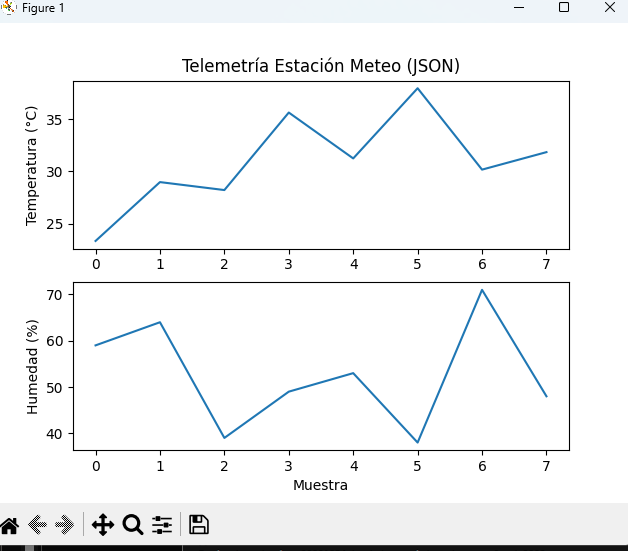 Figure 1
Telemetría Estación Meteo (JSON)
Temperatura (°C)
35
30
25
0 1 2 3 4 5 6 7
Humedad (%)
70
60
50
40
0 1 2 3 4 5 6 7
Muestra